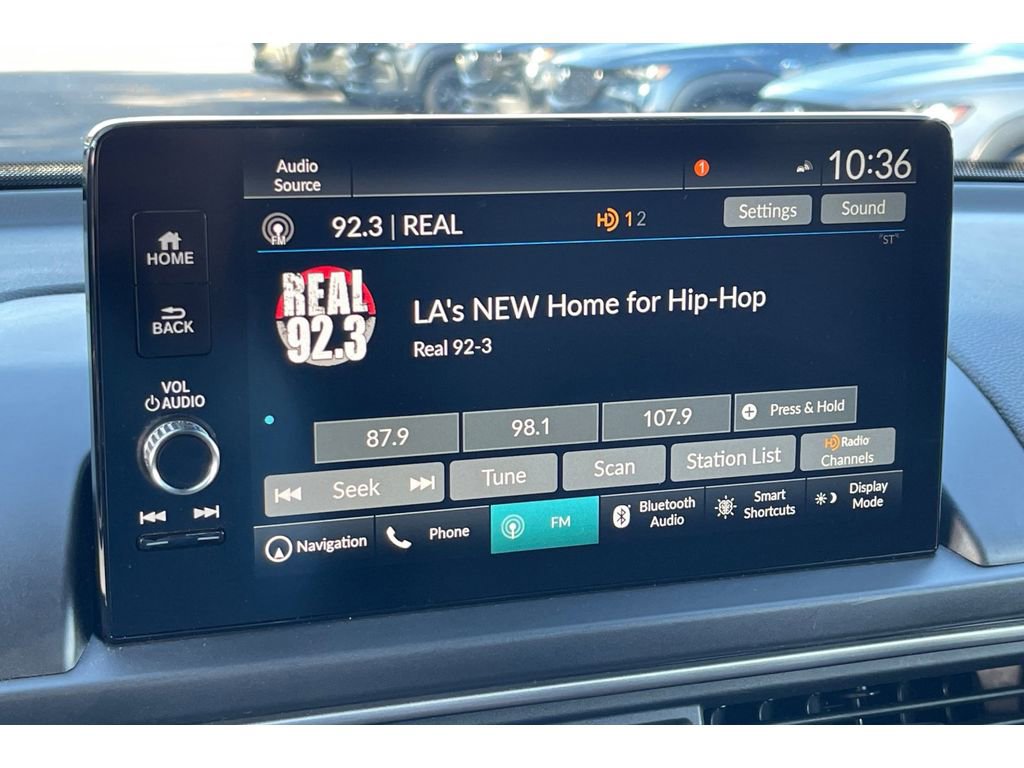 Audio
Source
1
10:36
FM
92.3 | REAL
HD 1 2
Settings
Sound
"ST"
HOME
BACK
VOL
AUDIO
REAL
92.3
LA's NEW Home for Hip-Hop
Real 92-3
87.9
98.1
107.9
Press & Hold
Seek
Tune
Scan
Station List
HD Radio
Channels
Navigation
Phone
FM
Bluetooth
Audio
Smart
Shortcuts
Display
Mode